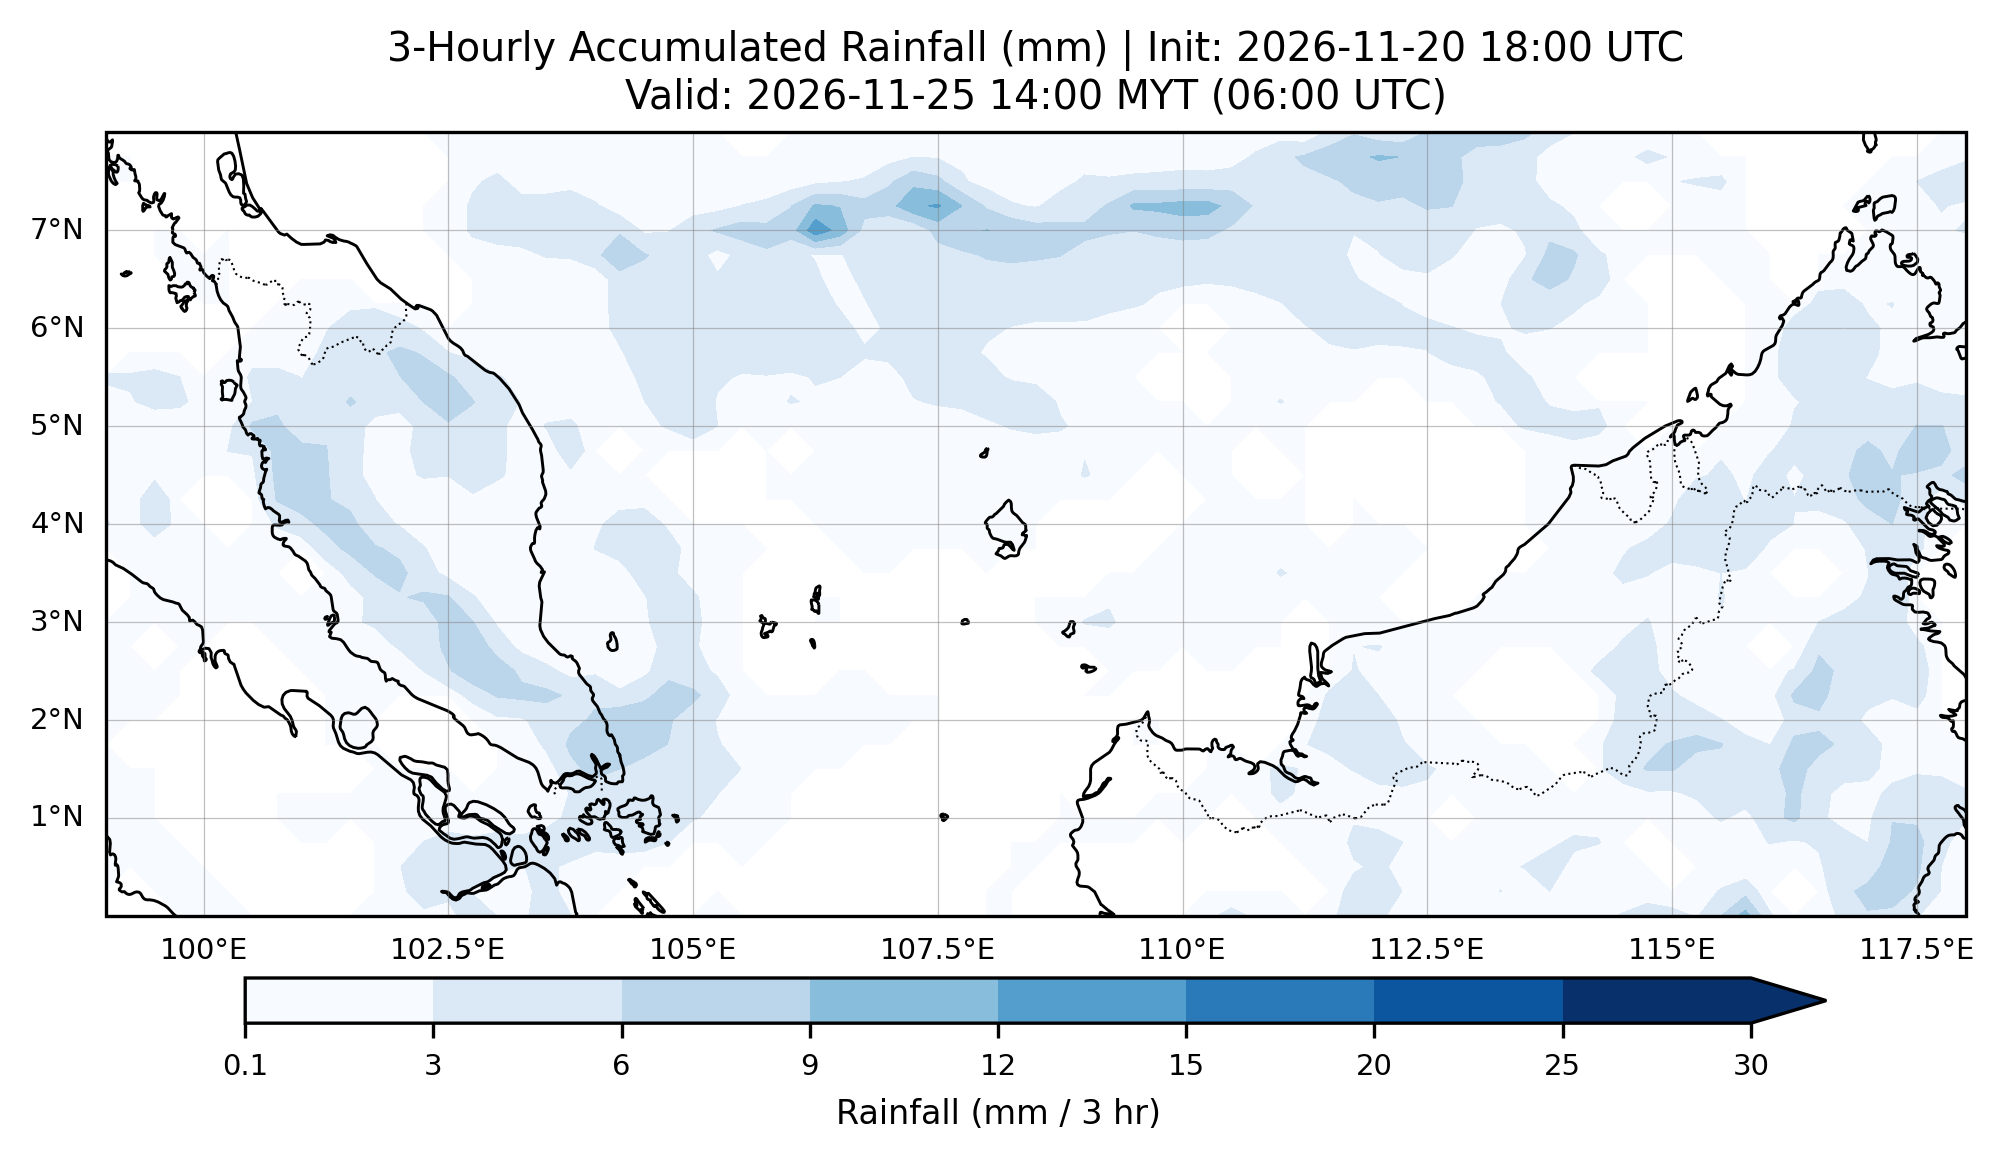 3-Hourly Accumulated Rainfall (mm) | Init: 2026-11-20 18:00 UTC
Valid: 2026-11-25 14:00 MYT (06:00 UTC)
7°N
6°N
5°N
4°N
3°N
2°N
1°N
100°E 102.5°E 105°E 107.5°E 110°E 112.5°E 115°E 117.5°E
0.1 3 6 9 12 15 20 25 30
Rainfall (mm / 3 hr)